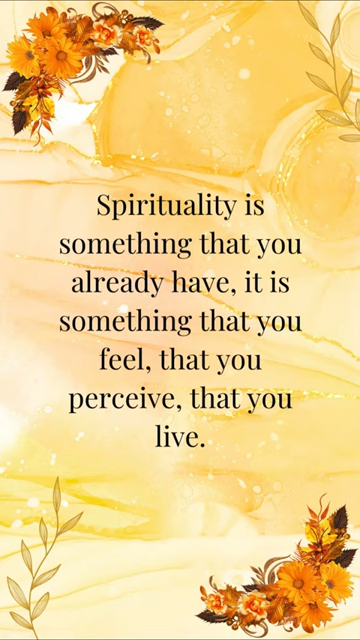 Spirituality is
something that you
already have, it is
something that you
feel, that you
perceive, that you
live.